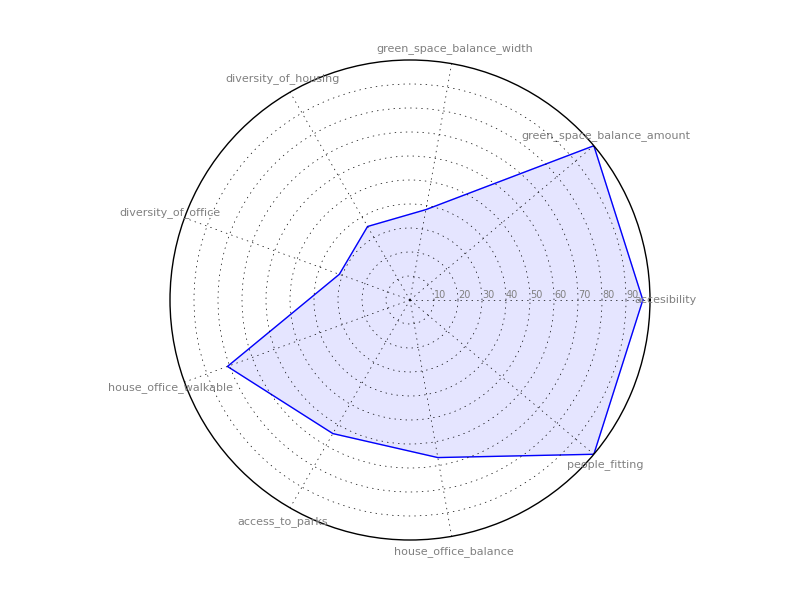 green_space_balance_width
diversity_of_housing
green_space_balance_amount
diversity_of_office
10 20 30 40 50 60 70 80 90
accesibility
house_office_walkable
people_fitting
access_to_parks
house_office_balance